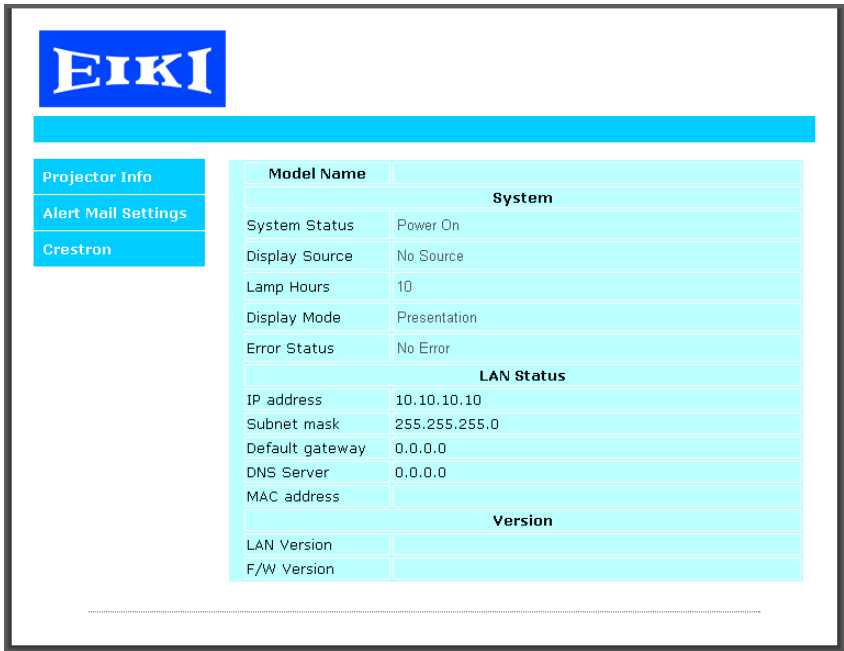 EIKI
Projector Info
Alert Mail Settings
Crestron
Model Name
System
System Status Power On
Display Source No Source
Lamp Hours 10
Display Mode Presentation
Error Status No Error
LAN Status
IP address 10.10.10.10
Subnet mask 255.255.255.0
Default gateway 0.0.0.0
DNS Server 0.0.0.0
MAC address
Version
LAN Version
F/W Version